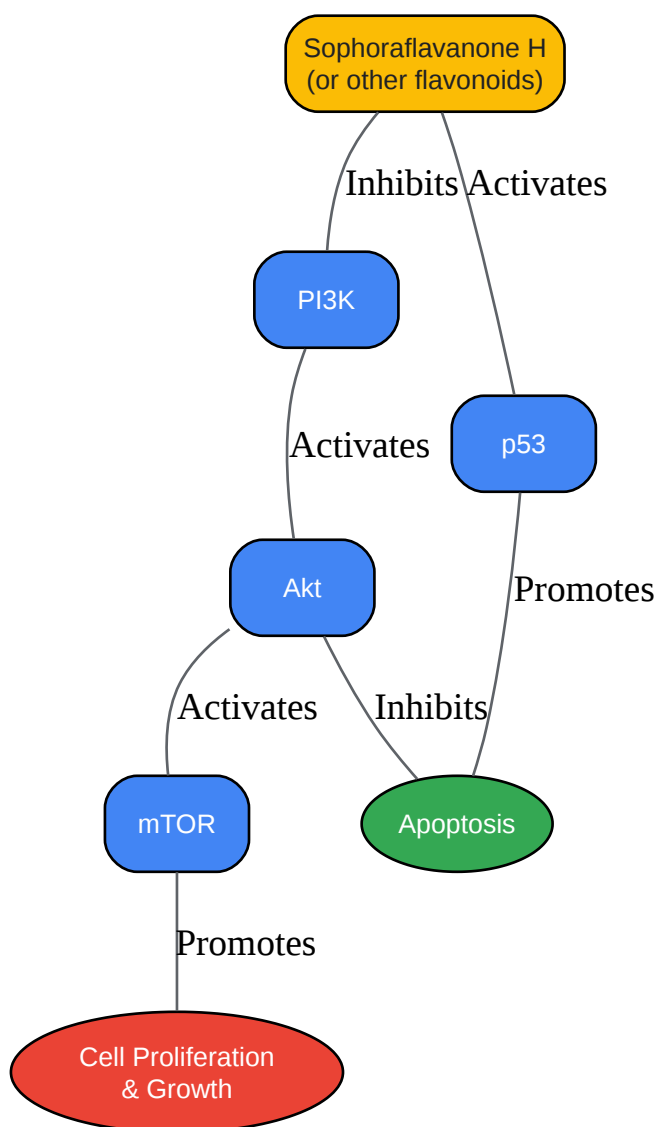 Sophoraflavanone H
(or other flavonoids)
Inhibits
Activates
PI3K
Activates
p53
Akt
Promotes
Activates
Inhibits
mTOR
Apoptosis
Promotes
Cell Proliferation
& Growth